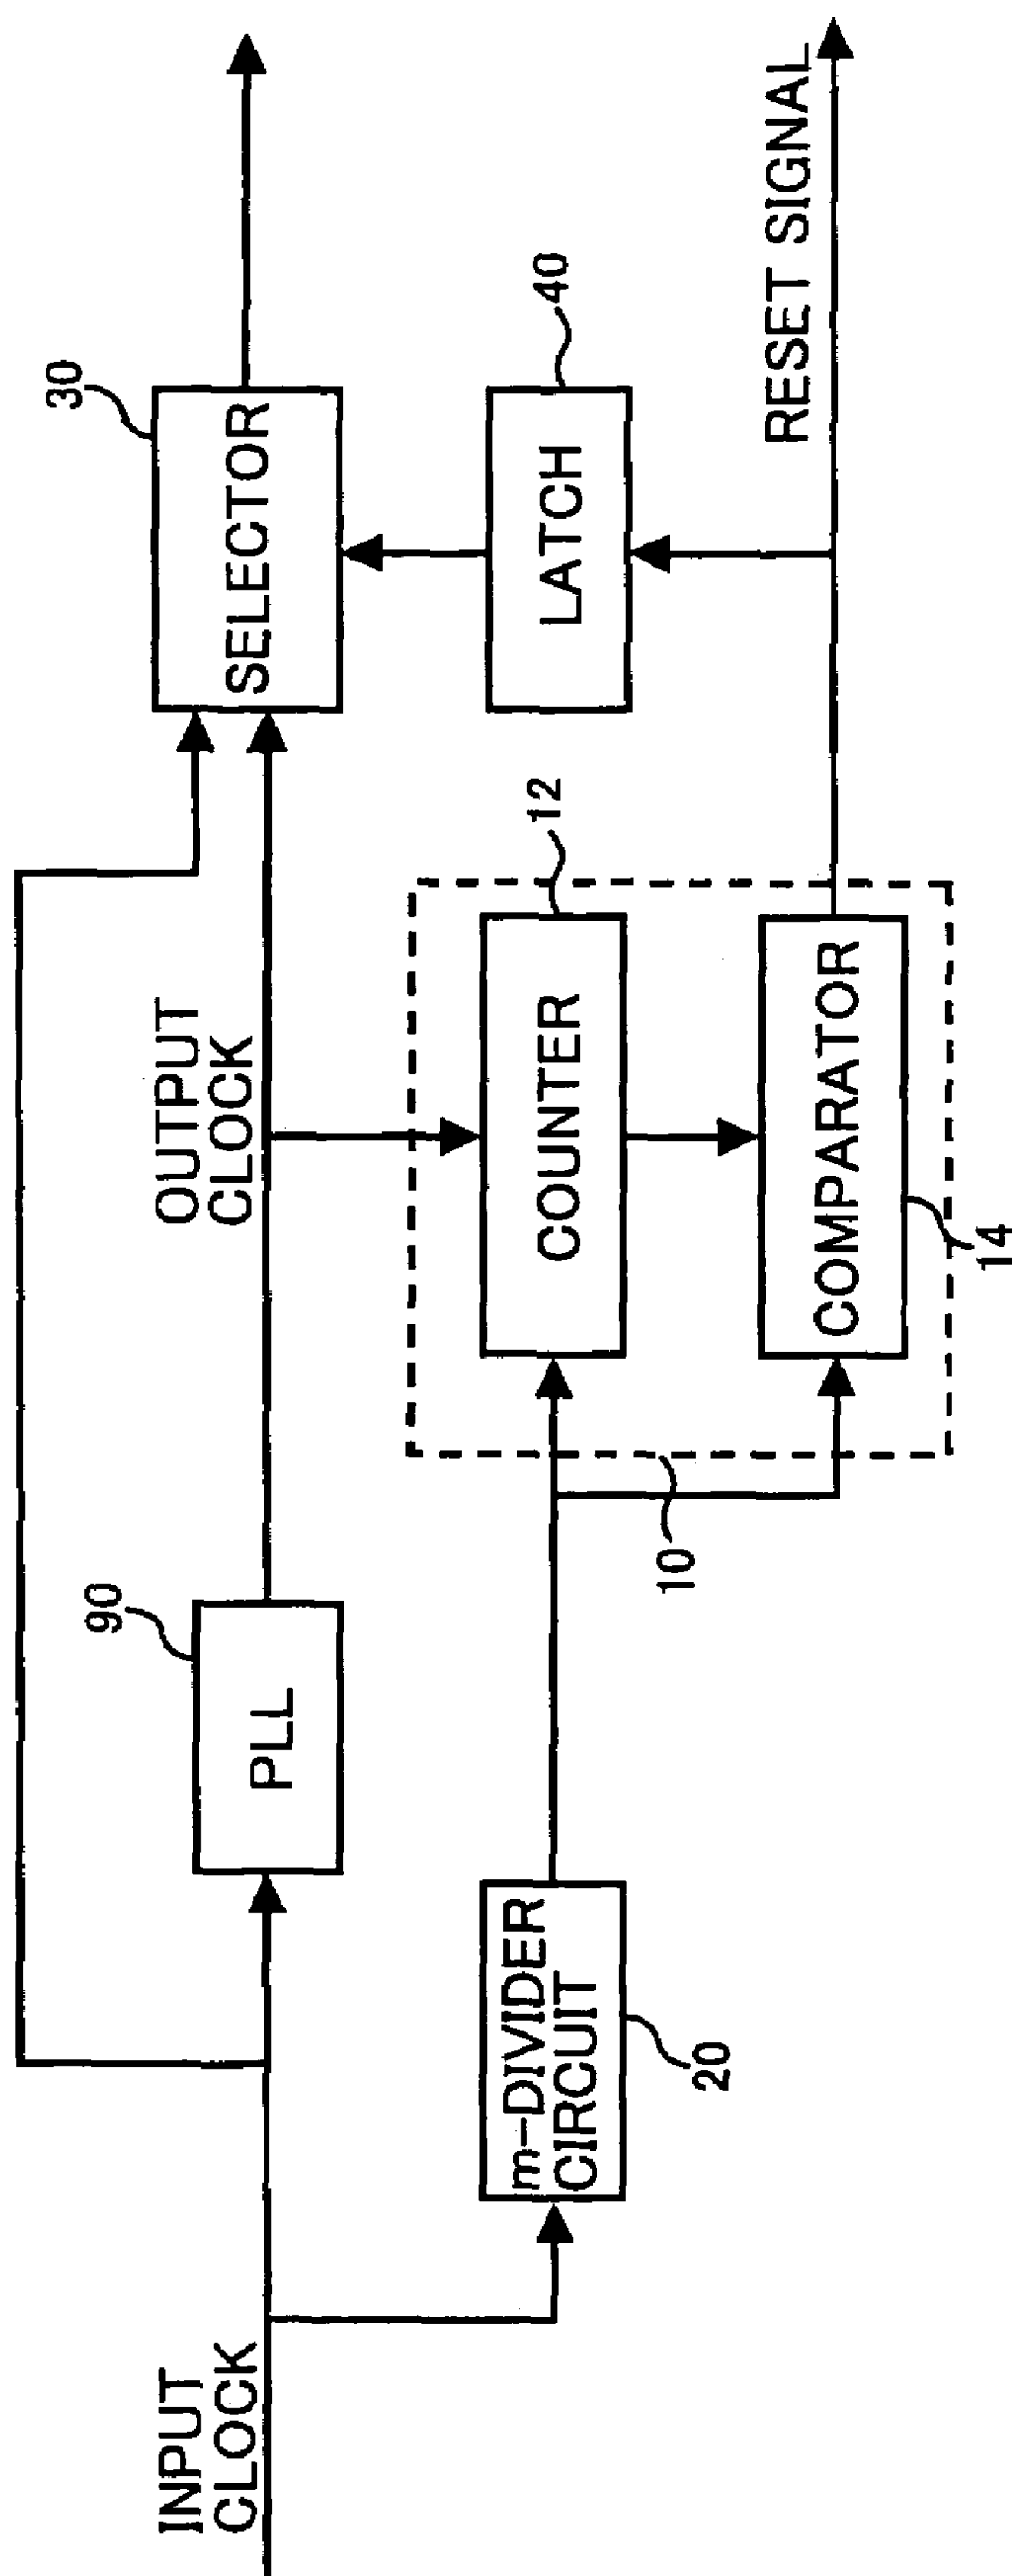 30
SELECTOR
OUTPUT
CLOCK
90
PLL
INPUT
CLOCK
40
LATCH
12
COUNTER
10
m-DIVIDER
CIRCUIT
20
RESET SIGNAL
COMPARATOR
14